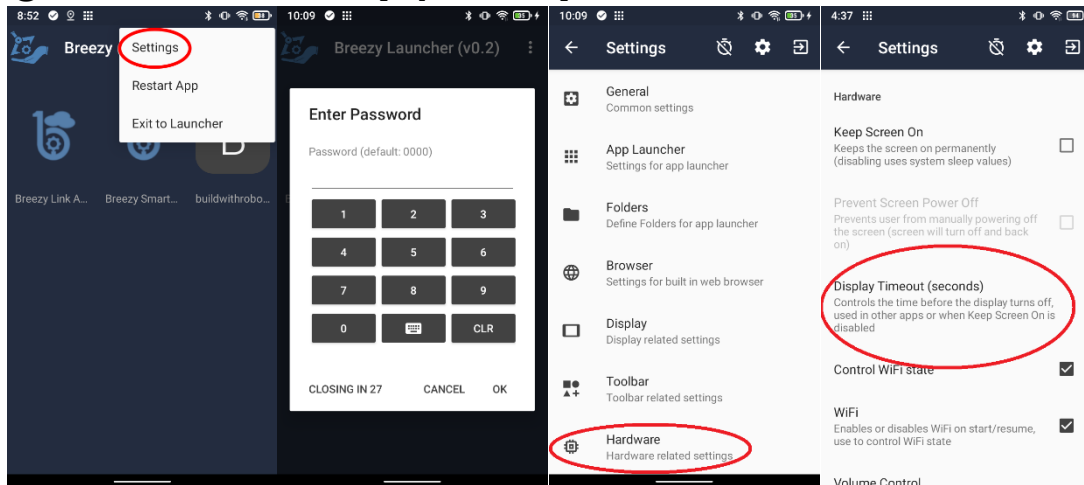 8:52
Breezy
Settings
Restart App
Exit to Launcher
B
Breezy Link A...
Breezy Smart...
buildwithrobo...
10:09
Breezy Launcher (v0.2)
Enter Password
Password (default: 0000)
1 2 3
4 5 6
7 8 9
0 CLR
CLOSING IN 27 CANCEL OK
10:09
Settings
General
Common settings
App Launcher
Settings for app launcher
Folders
Define Folders for app launcher
Browser
Settings for built in web browser
Display
Display related settings
Toolbar
Toolbar related settings
Hardware
Hardware related settings
4:37
Settings
Hardware
Keep Screen On
Keeps the screen on permanently
(disabling uses system sleep values)
Prevent Screen Power Off
Prevents user from manually powering off
the screen (screen will turn off and back
on)
Display Timeout (seconds)
Controls the time before the display turns off,
used in other apps or when Keep Screen On is
disabled
Control WiFi state
WiFi
Enables or disables WiFi on start/resume,
use to control WiFi state
Volume Control